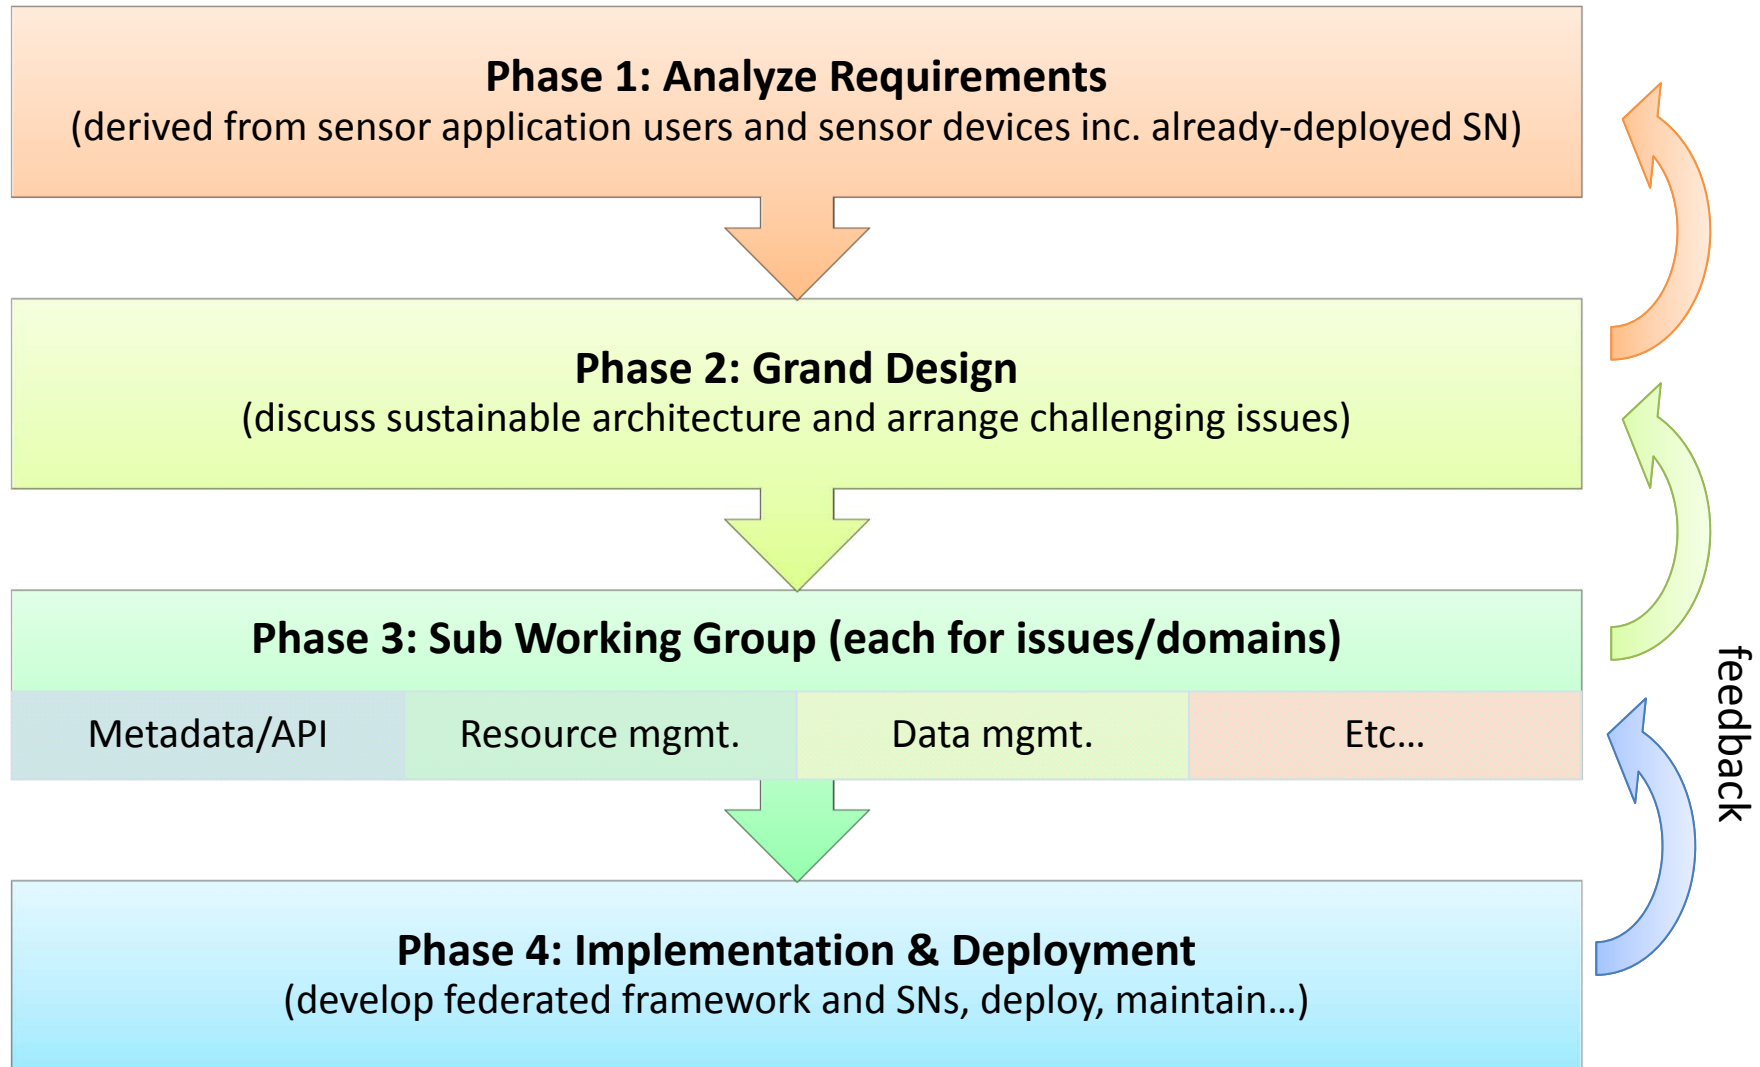 Phase 1: Analyze Requirements
(derived from sensor application users and sensor devices inc. already-deployed SN)
Phase 2: Grand Design
(discuss sustainable architecture and arrange challenging issues)
Phase 3: Sub Working Group (each for issues/domains)
Metadata/API
Resource mgmt.
Data mgmt.
Etc…
Phase 4: Implementation & Deployment
(develop federated framework and SNs, deploy, maintain…)
feedback